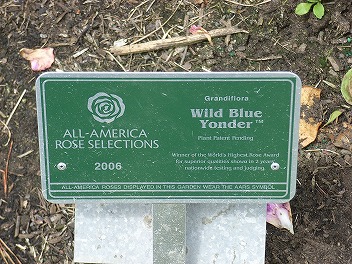 ALL-AMERICA
ROSE SELECTIONS
2006
Grandiflora
Wild Blue
Yonder™
Plant Patent Pending
Winner of the World's Highest Rose Award
for superior qualities shown in 2 years
nationwide testing and judging.
ALL-AMERICA ROSES DISPLAYED IN THIS GARDEN WEAR THE AARS SYMBOL